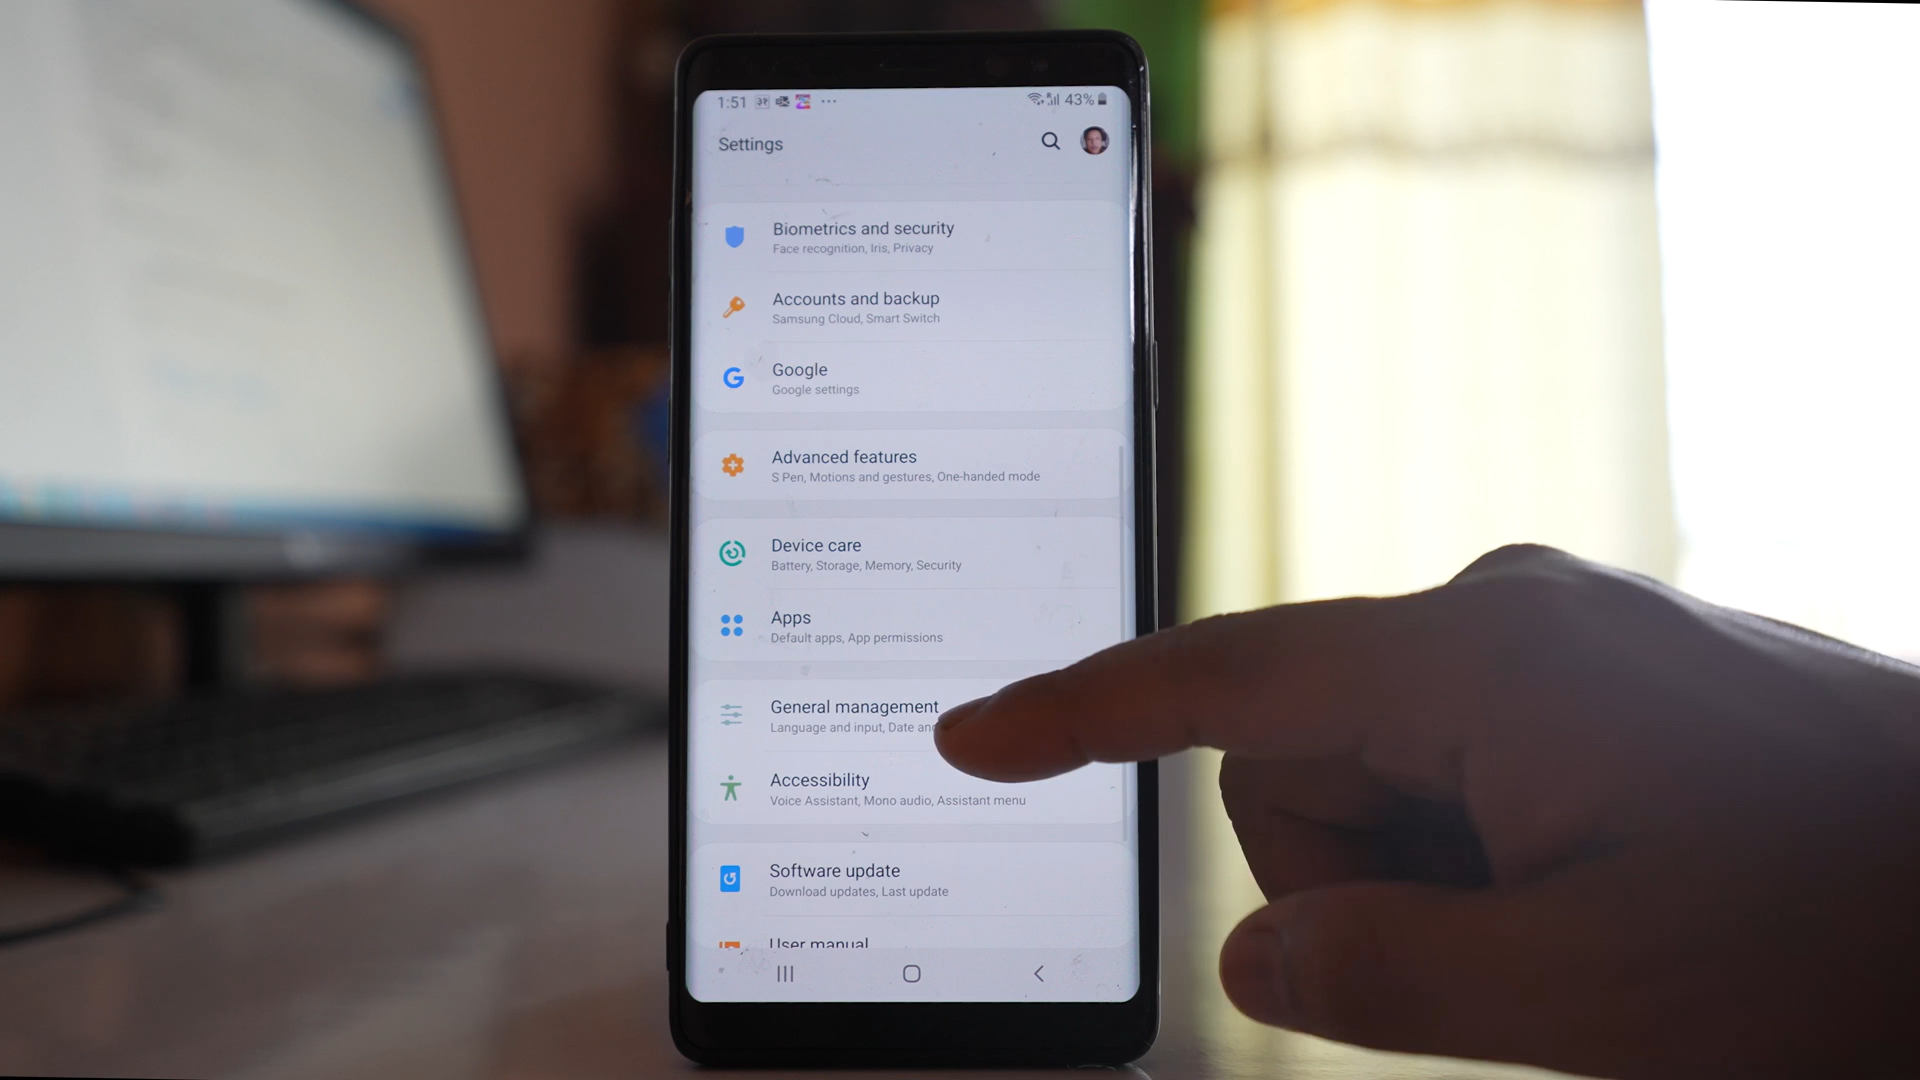 1:51 43%
Settings
Biometrics and security
Face recognition, Iris, Privacy
Accounts and backup
Samsung Cloud, Smart Switch
Google
Google settings
Advanced features
S Pen, Motions and gestures, One-handed mode
Device care
Battery, Storage, Memory, Security
Apps
Default apps, App permissions
General management
Language and input, Date and
Accessibility
Voice Assistant, Mono audio, Assistant menu
Software update
Download updates, Last update
User manual